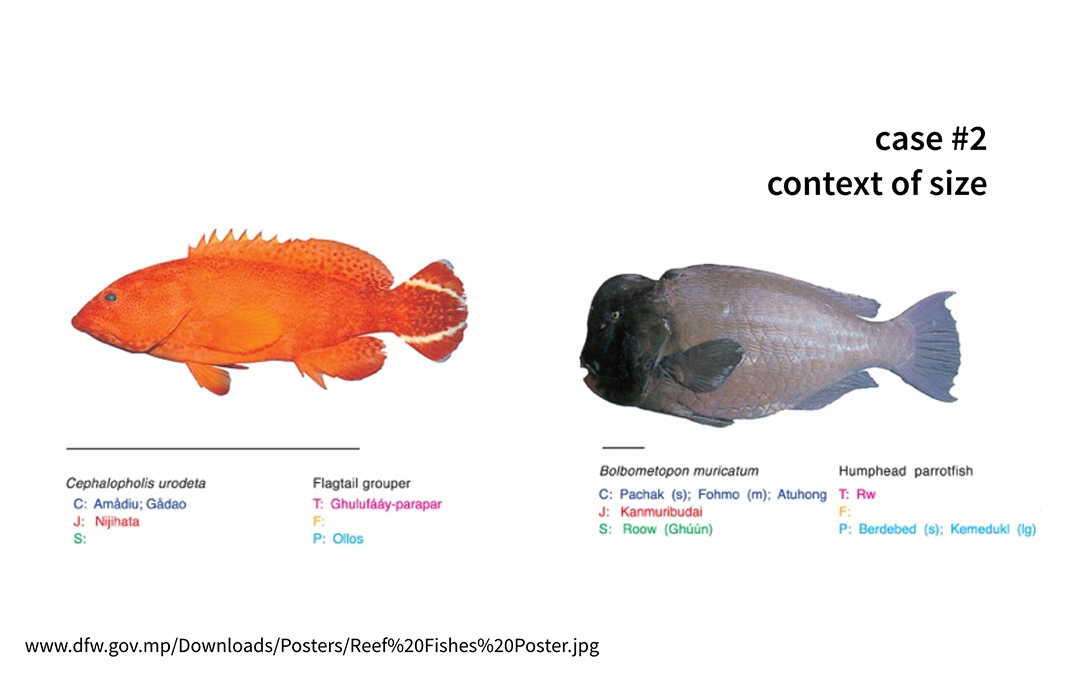 case #2
context of size
Cephalopholis urodeta
Flagtail grouper
C: Amådiu; Gådao
T: Ghulufááy-parapar
J: Nijihata
F:
S:
P: Ollos
Bolbometopon muricatum
Humphead parrotfish
C: Pachak (s); Fohmo (m); Atuhong
T: Rw
J: Kanmuribudai
F:
S: Roow (Ghúún)
P: Berdebed (s); Kemedukl (lg)
www.dfw.gov.mp/Downloads/Posters/Reef%20Fishes%20Poster.jpg